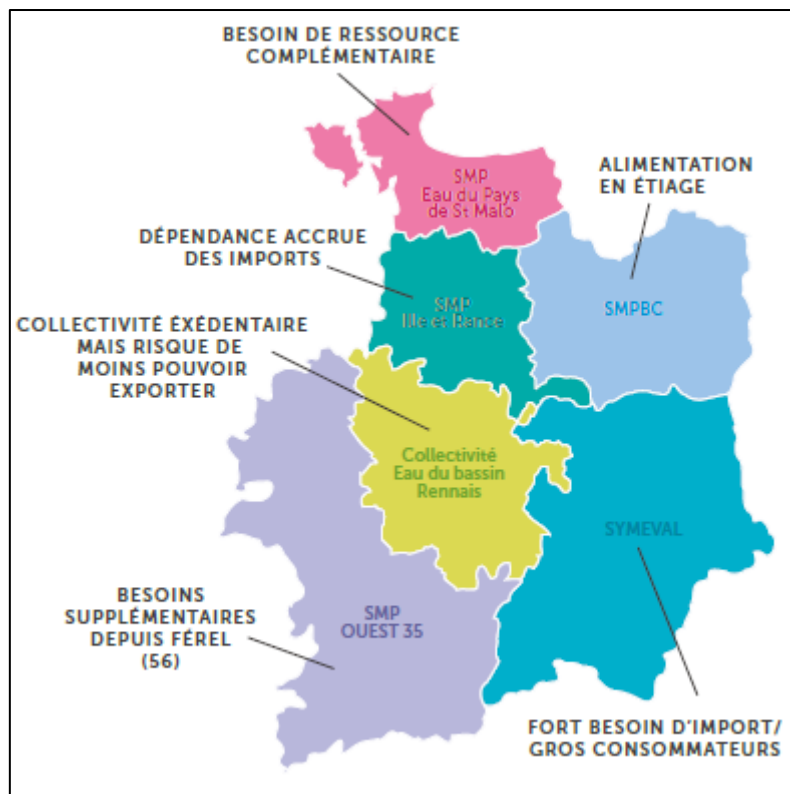 BESOIN DE RESSOURCE
COMPLÉMENTAIRE
SMP
Eau du Pays
de St Malo
ALIMENTATION
EN ÉTIAGE
DÉPENDANCE ACCRUE
DES IMPORTS
SMP
Ille et Rance
SMPBC
COLLECTIVITÉ ÉXÉDENTAIRE
MAIS RISQUE DE
MOINS POUVOIR
EXPORTER
Collectivité
Eau du bassin
Rennais
SYMEVAL
BESOINS
SUPPLÉMENTAIRES
DEPUIS FÉREL
(56)
SMP
OUEST 35
FORT BESOIN D'IMPORT/
GROS CONSOMMATEURS